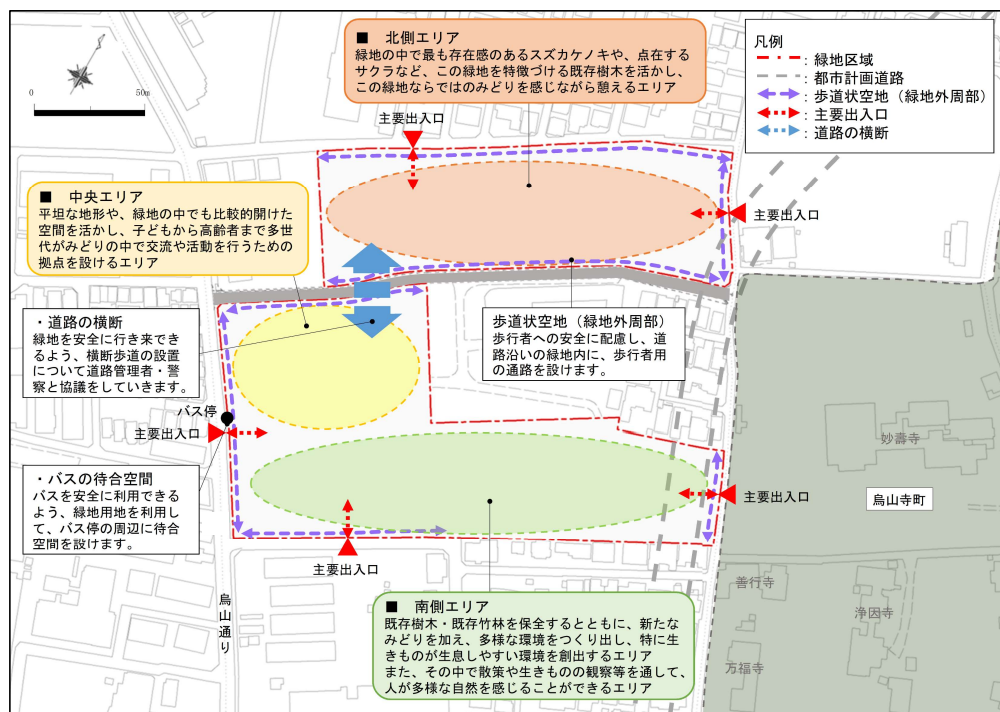 ■ 北側エリア
緑地の中で最も存在感のあるスズカケノキや、点在する
サクラなど、この緑地を特徴づける既存樹木を活かし、
この緑地ならではのみどりを感じながら憩えるエリア
凡例
：緑地区域
：都市計画道路
：歩道状空地（緑地外周部）
：主要出入口
：道路の横断
0
50m
主要出入口
■ 中央エリア
平坦な地形や、緑地の中でも比較的開けた
空間を活かし、子どもから高齢者まで多世
代がみどりの中で交流や活動を行うための
拠点を設けるエリア
主要出入口
・道路の横断
緑地を安全に行き来でき
るよう、横断歩道の設置
について道路管理者・警
察と協議をしていきます。
歩道状空地（緑地外周部）
歩行者への安全に配慮し、道
路沿いの緑地内に、歩行者用
の通路を設けます。
バス停
主要出入口
・バスの待合空間
バスを安全に利用できる
よう、緑地用地を利用し
て、バス停の周辺に待合
空間を設けます。
妙壽寺
主要出入口
烏山寺町
主要出入口
烏山通り
善行寺
浄因寺
万福寺
■ 南側エリア
既存樹木・既存竹林を保全するとともに、新たな
みどりを加え、多様な環境をつくり出し、特に生
きものが生息しやすい環境を創出するエリア
また、その中で散策や生きものの観察等を通して、
人が多様な自然を感じることができるエリア